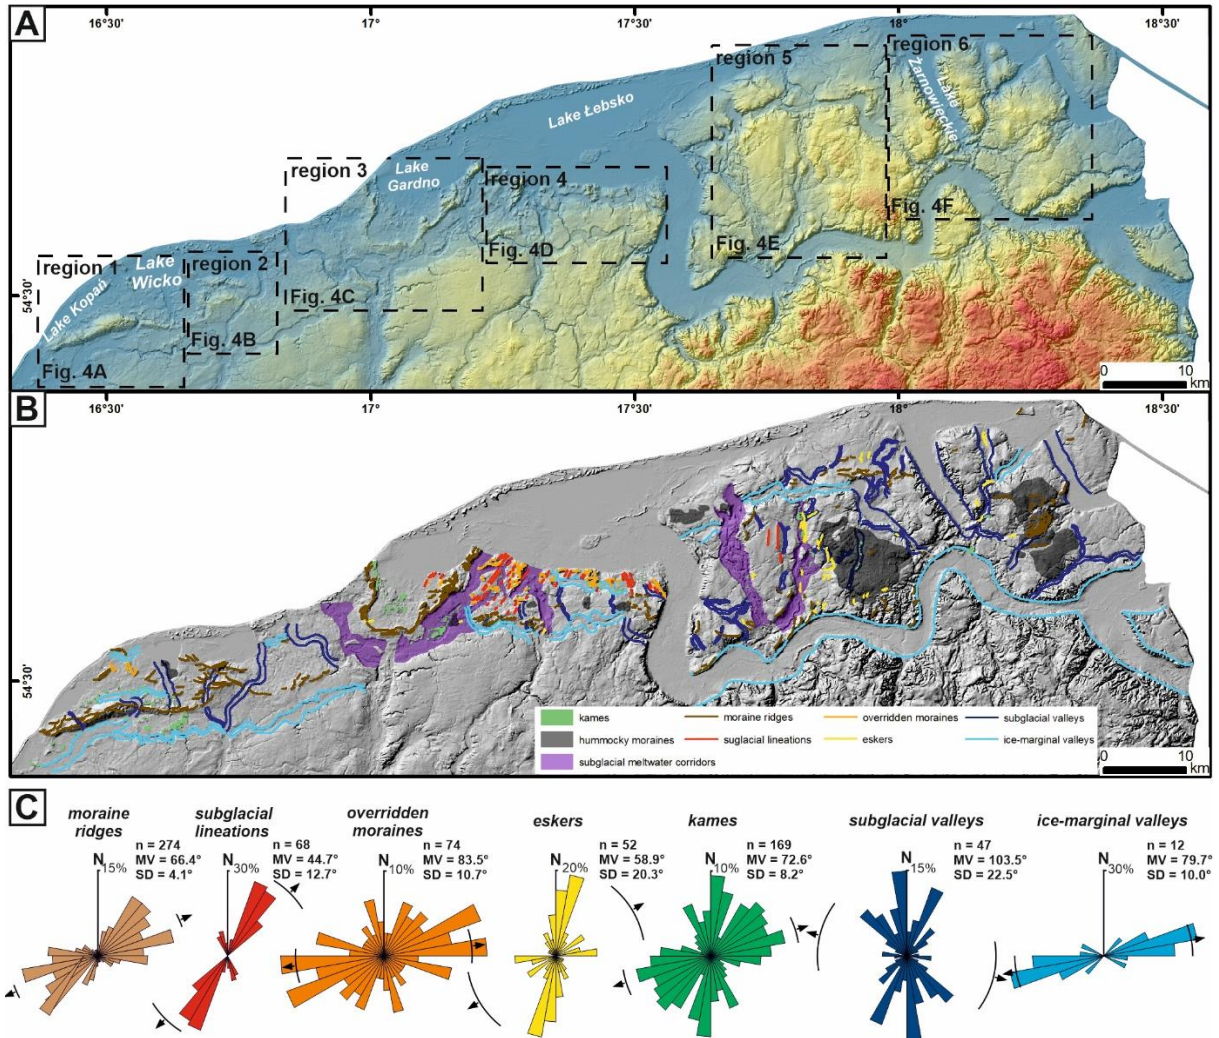 A
16°30'
17°
17°30'
18°
18°30'
region 6
region 5
Lake
Żarnowieckie
Lake Łebsko
region 3
Lake
Gardno
region 4
Fig. 4F
Fig. 4E
Fig. 4D
region 1
Lake
Wicko
region 2
Fig. 4C
54°30'
Lake Kopań
Fig. 4B
Fig. 4A
0 10
km
16°30'
17°
17°30'
18°
18°30'
B
54°30'
kames
moraine ridges
overridden moraines
subglacial valleys
hummocky moraines
suglacial lineations
eskers
ice-marginal valleys
subglacial meltwater corridors
0 10
km
C
moraine
ridges
n = 274
MV = 66.4°
SD = 4.1°
N
15%
subglacial
lineations
n = 68
MV = 44.7°
SD = 12.7°
N
30%
overridden
moraines
n = 74
MV = 83.5°
SD = 10.7°
N
10%
eskers
n = 52
MV = 58.9°
SD = 20.3°
N
20%
kames
n = 169
MV = 72.6°
SD = 8.2°
N
10%
subglacial valleys
n = 47
MV = 103.5°
SD = 22.5°
N
15%
ice-marginal valleys
n = 12
MV = 79.7°
SD = 10.0°
N
30%